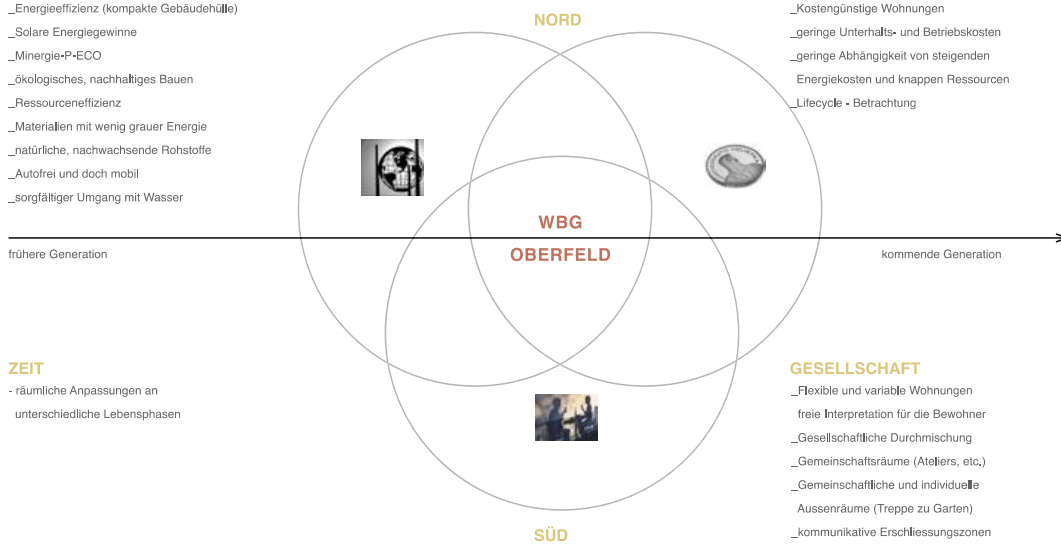 _Energieeffizienz (kompakte Gebäudehülle)
_Solare Energiegewinne
_Minergie-P-ECO
_ökologisches, nachhaltiges Bauen
_Ressourceneffizienz
_Materialien mit wenig grauer Energie
_natürliche, nachwachsende Rohstoffe
_Autofrei und doch mobil
_sorgfältiger Umgang mit Wasser
NORD
_Kostengünstige Wohnungen
_geringe Unterhalts- und Betriebskosten
_geringe Abhängigkeit von steigenden
Energiekosten und knappen Ressourcen
_Lifecycle - Betrachtung
WBG
OBERFELD
frühere Generation
kommende Generation
ZEIT
- räumliche Anpassungen an
unterschiedliche Lebensphasen
GESELLSCHAFT
_Flexible und variable Wohnungen
freie Interpretation für die Bewohner
_Gesellschaftliche Durchmischung
_Gemeinschaftsräume (Ateliers, etc.)
_Gemeinschaftliche und individuelle
Aussenräume (Treppe zu Garten)
_kommunikative Erschliessungszonen
SÜD